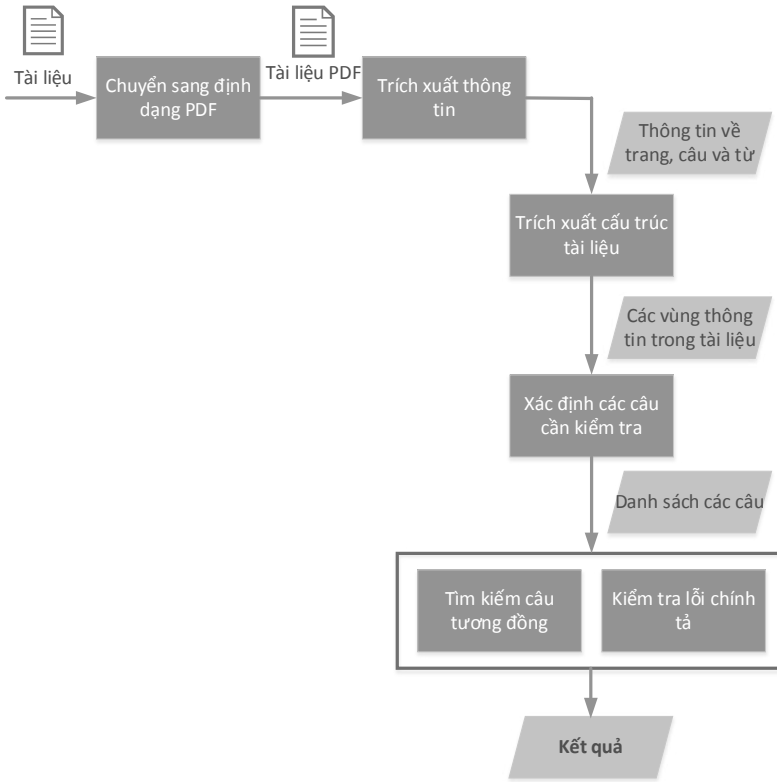 Tài liệu
Chuyển sang định
dạng PDF
Tài liệu PDF
Trích xuất thông
tin
Thông tin về
trang, câu và từ
Trích xuất cấu trúc
tài liệu
Các vùng thông
tin trong tài liệu
Xác định các câu
cần kiểm tra
Danh sách các câu
Tìm kiếm câu
tương đồng
Kiểm tra lỗi chính
tả
Kết quả